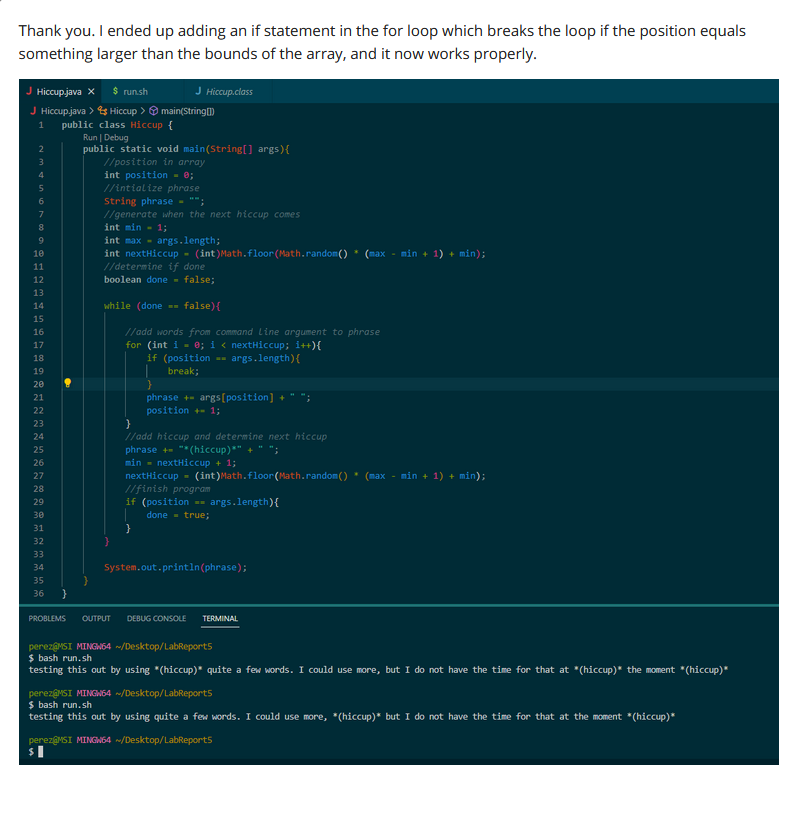 Thank you. I ended up adding an if statement in the for loop which breaks the loop if the position equals
something larger than the bounds of the array, and it now works properly.
J Hiccup.java × $ run.sh J Hiccup.class
J Hiccup.java > Hiccup > main(String[])
1 public class Hiccup {
Run | Debug
2 public static void main(String[] args){
3 //position in array
4 int position = 0;
5 //intialize phrase
6 String phrase = "";
7 //generate when the next hiccup comes
8 int min = 1;
9 int max = args.length;
10 int nextHiccup = (int)Math.floor(Math.random() * (max - min + 1) + min);
11 //determine if done
12 boolean done = false;
13
14 while (done == false){
15
16 //add words from command Line argument to phrase
17 for (int i = 0; i < nextHiccup; i++){
18 if (position == args.length){
19 break;
20 }
21 phrase += args[position] + " ";
22 position += 1;
23 }
24 //add hiccup and determine next hiccup
25 phrase += "*(hiccup)*" + " ";
26 min = nextHiccup + 1;
27 nextHiccup = (int)Math.floor(Math.random() * (max - min + 1) + min);
28 //finish program
29 if (position == args.length){
30 done = true;
31 }
32 }
33
34 System.out.println(phrase);
35 }
36 }
PROBLEMS OUTPUT DEBUG CONSOLE TERMINAL
perez@MSI MINGW64 ~/Desktop/LabReport5
$ bash run.sh
testing this out by using *(hiccup)* quite a few words. I could use more, but I do not have the time for that at *(hiccup)* the moment *(hiccup)*
perez@MSI MINGW64 ~/Desktop/LabReport5
$ bash run.sh
testing this out by using quite a few words. I could use more, *(hiccup)* but I do not have the time for that at the moment *(hiccup)*
perez@MSI MINGW64 ~/Desktop/LabReport5
$